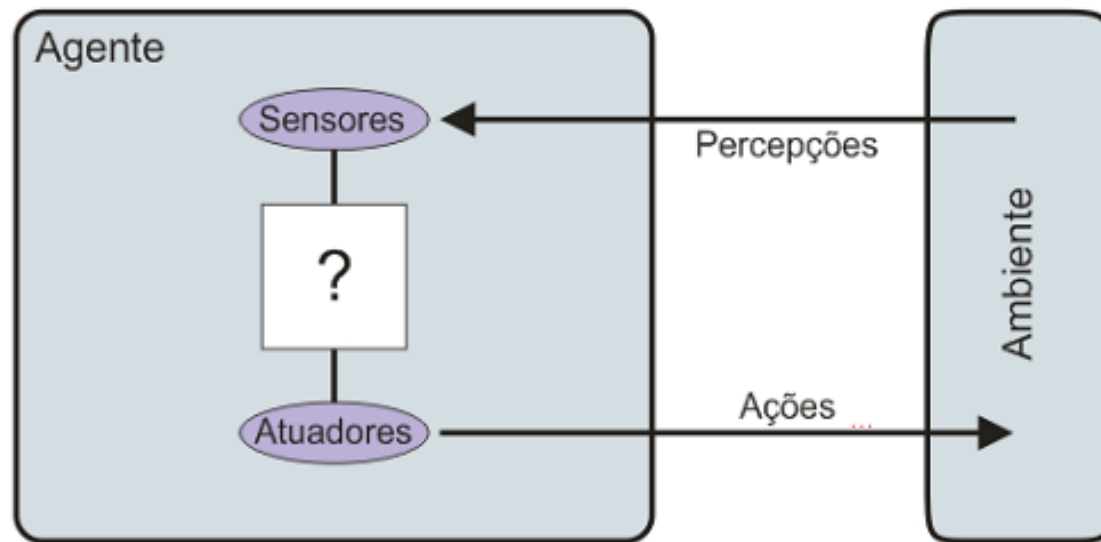 Agente
Sensores
Percepções
?
Ambiente
Ações ...
Atuadores